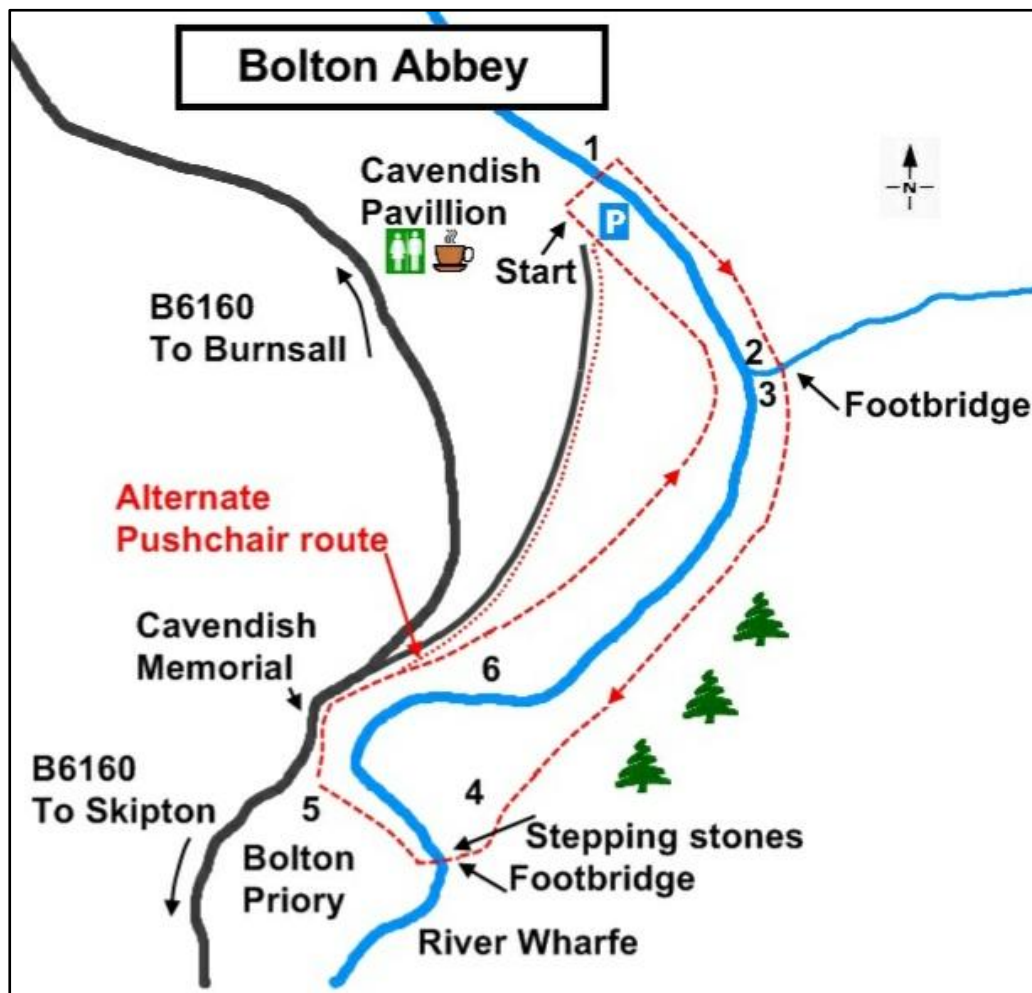 Bolton Abbey
1
Cavendish
Pavillion
P
N
Start
B6160
To Burnsall
2
3
Footbridge
Alternate
Pushchair route
Cavendish
Memorial
6
B6160
To Skipton
5
4
Stepping stones
Bolton
Priory
Footbridge
River Wharfe